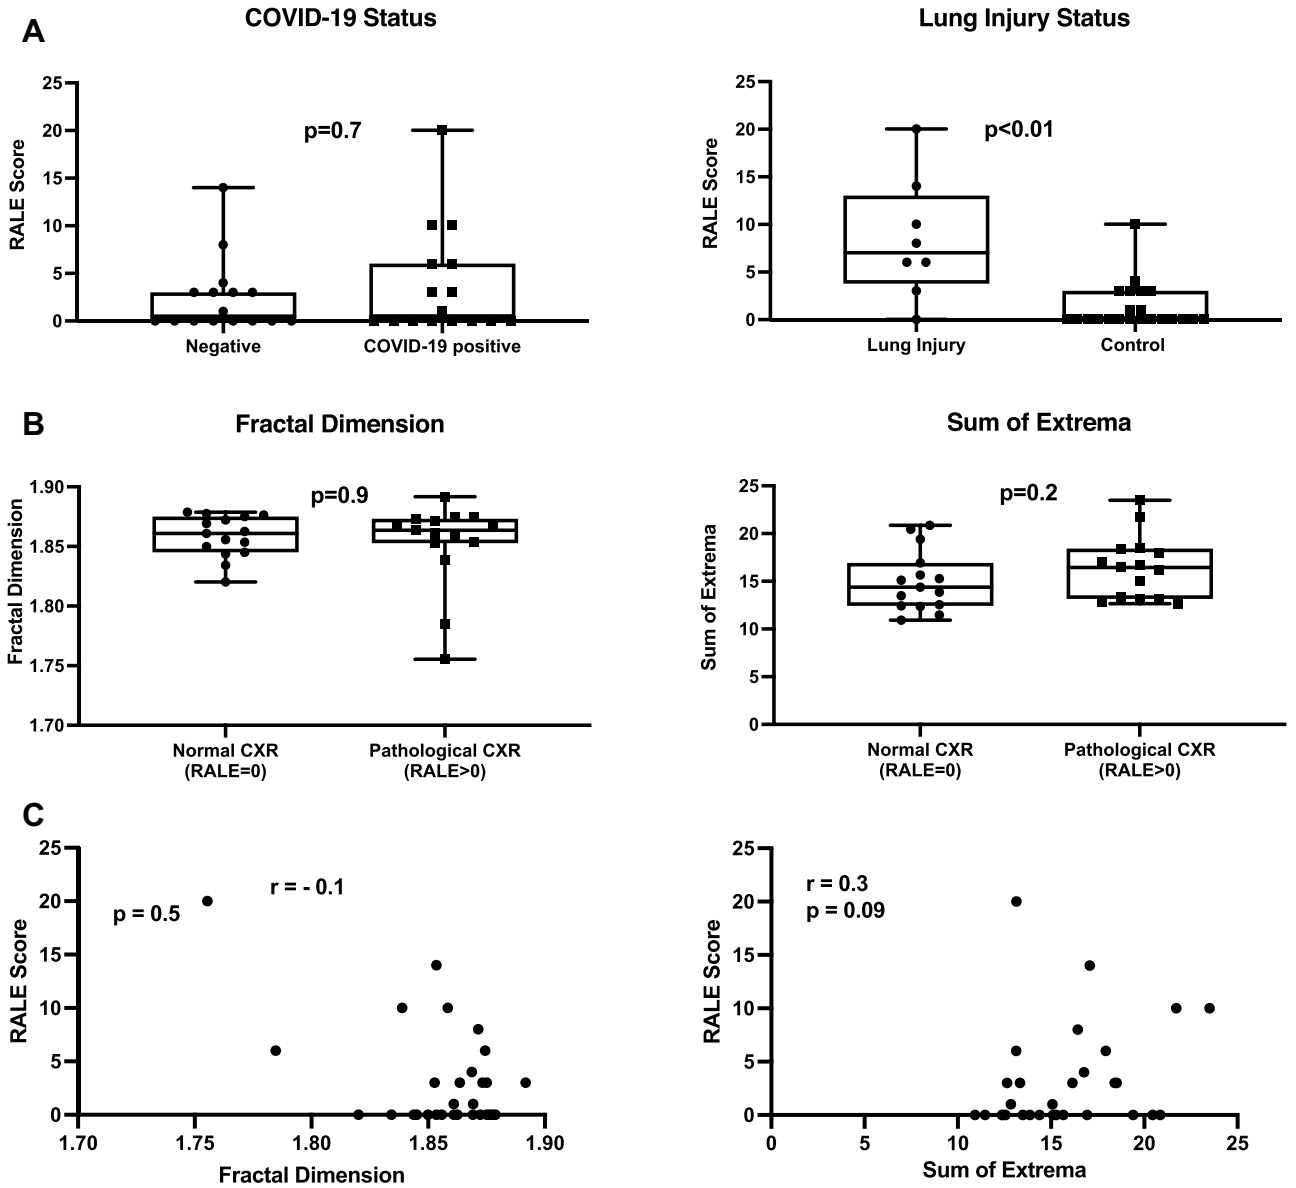 A
COVID-19 Status
Lung Injury Status
25
20
15
10
5
0
RALE Score
p=0.7
Negative
COVID-19 positive
25
20
15
10
5
0
RALE Score
p<0.01
Lung Injury
Control
B
Fractal Dimension
Sum of Extrema
1.90
1.85
1.80
1.75
1.70
Fractal Dimension
p=0.9
Normal CXR
(RALE=0)
Pathological CXR
(RALE>0)
25
20
15
10
5
0
Sum of Extrema
p=0.2
Normal CXR
(RALE=0)
Pathological CXR
(RALE>0)
C
25
20
15
10
5
0
RALE Score
r = - 0.1
p = 0.5
1.70
1.75
1.80
1.85
1.90
Fractal Dimension
25
20
15
10
5
0
RALE Score
r = 0.3
p = 0.09
0
5
10
15
20
25
Sum of Extrema